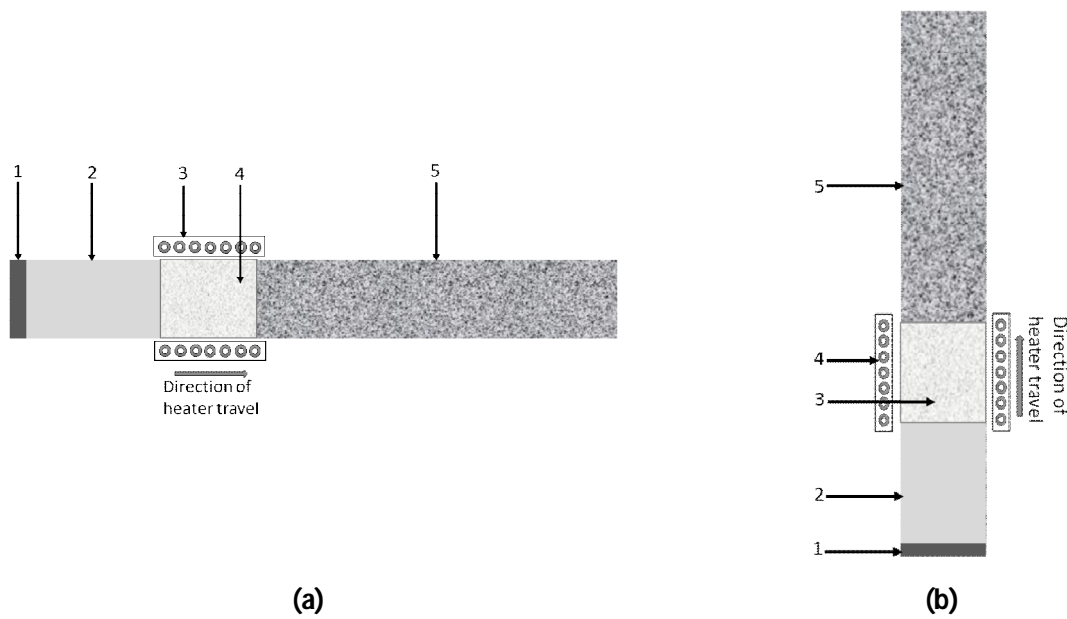 1
2
3
4
5
Direction of
heater travel
(a)
5
4
3
2
1
Direction of
heater travel
(b)